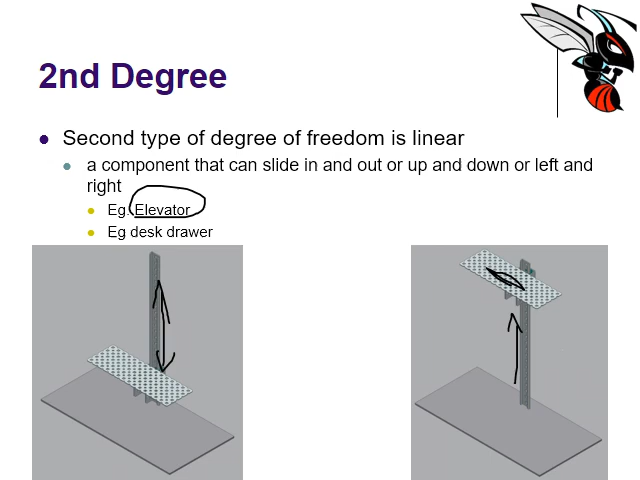 2nd Degree
Second type of degree of freedom is linear
a component that can slide in and out or up and down or left and
right
Eg. Elevator
Eg desk drawer